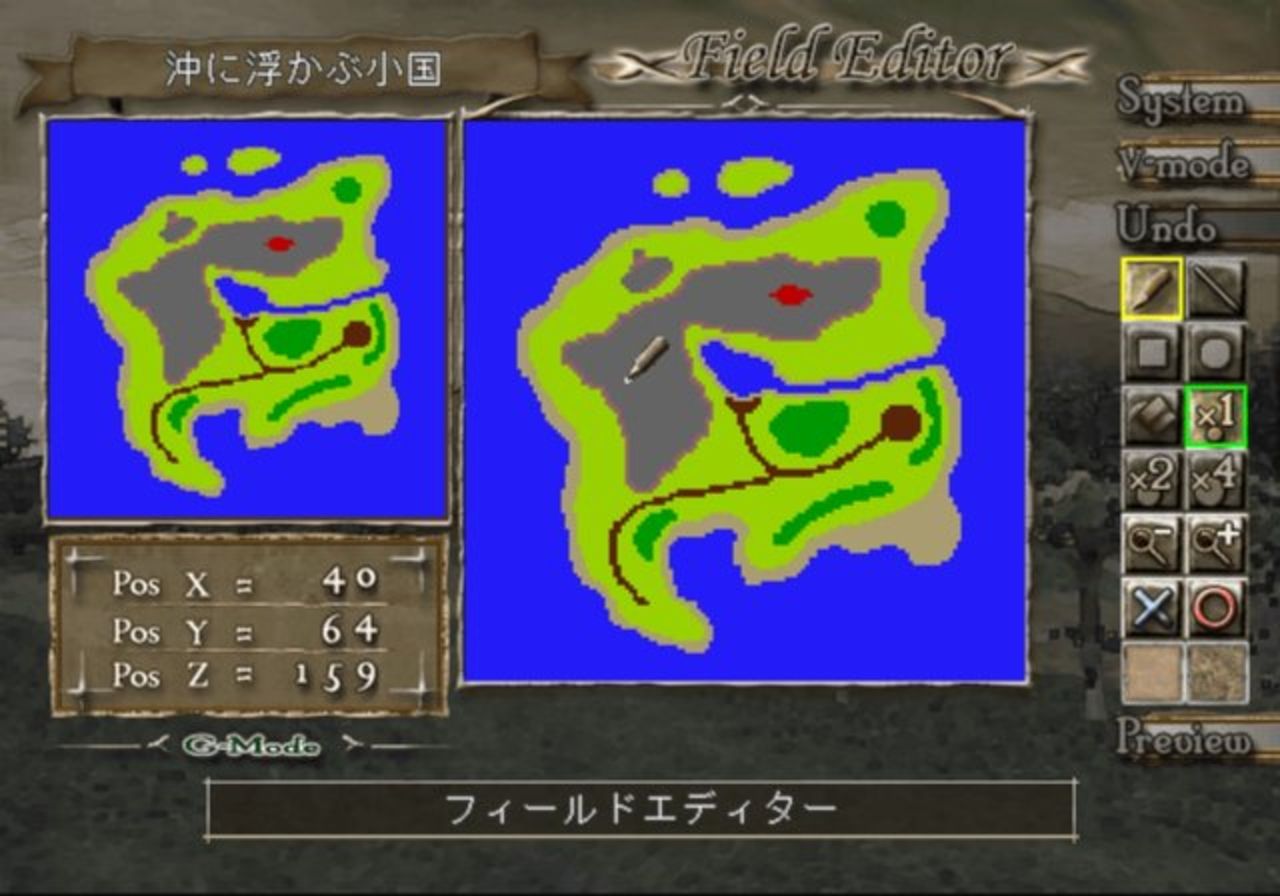 沖に浮かぶ小国
Field Editor
System
V-mode
Undo
×1
×2 ×4
Pos X = 40
Pos Y = 64
Pos Z = 159
G-Mode
Preview
フィールドエディター